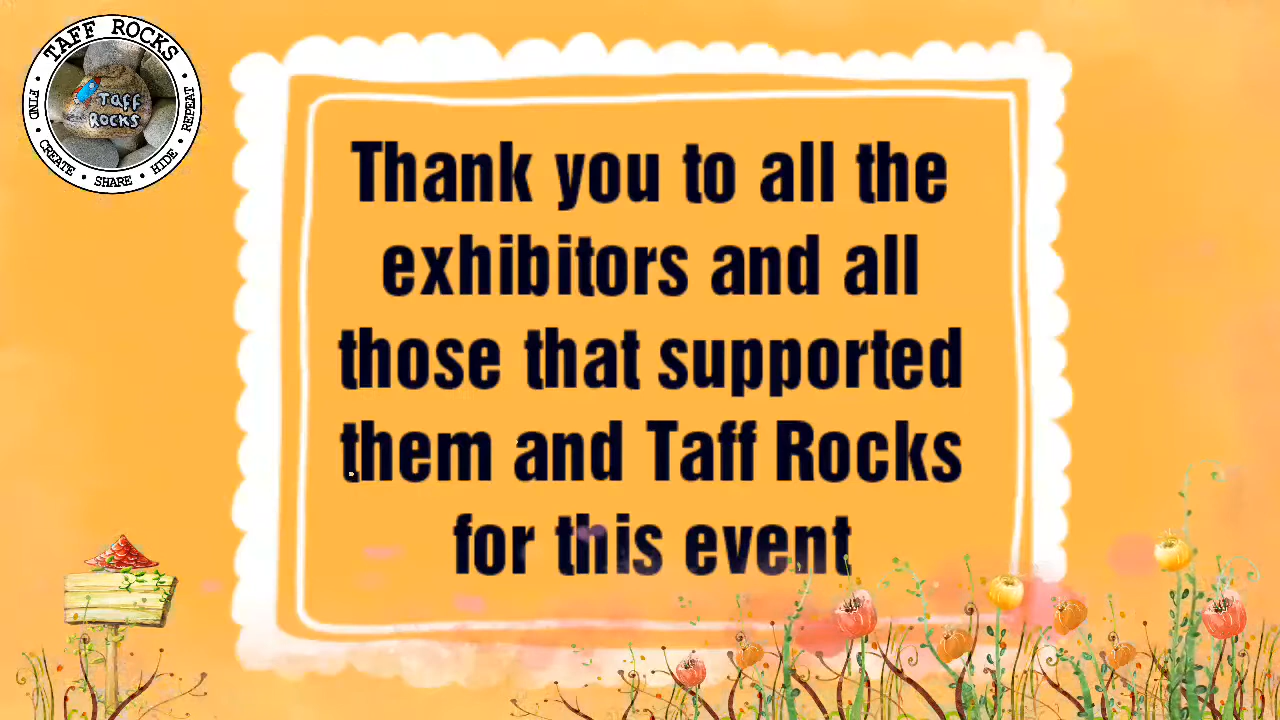 TAFF ROCKS
• FIND • CREATE • SHARE • HIDE • REPEAT •
TAFF
ROCKS
Thank you to all the
exhibitors and all
those that supported
them and Taff Rocks
for this event